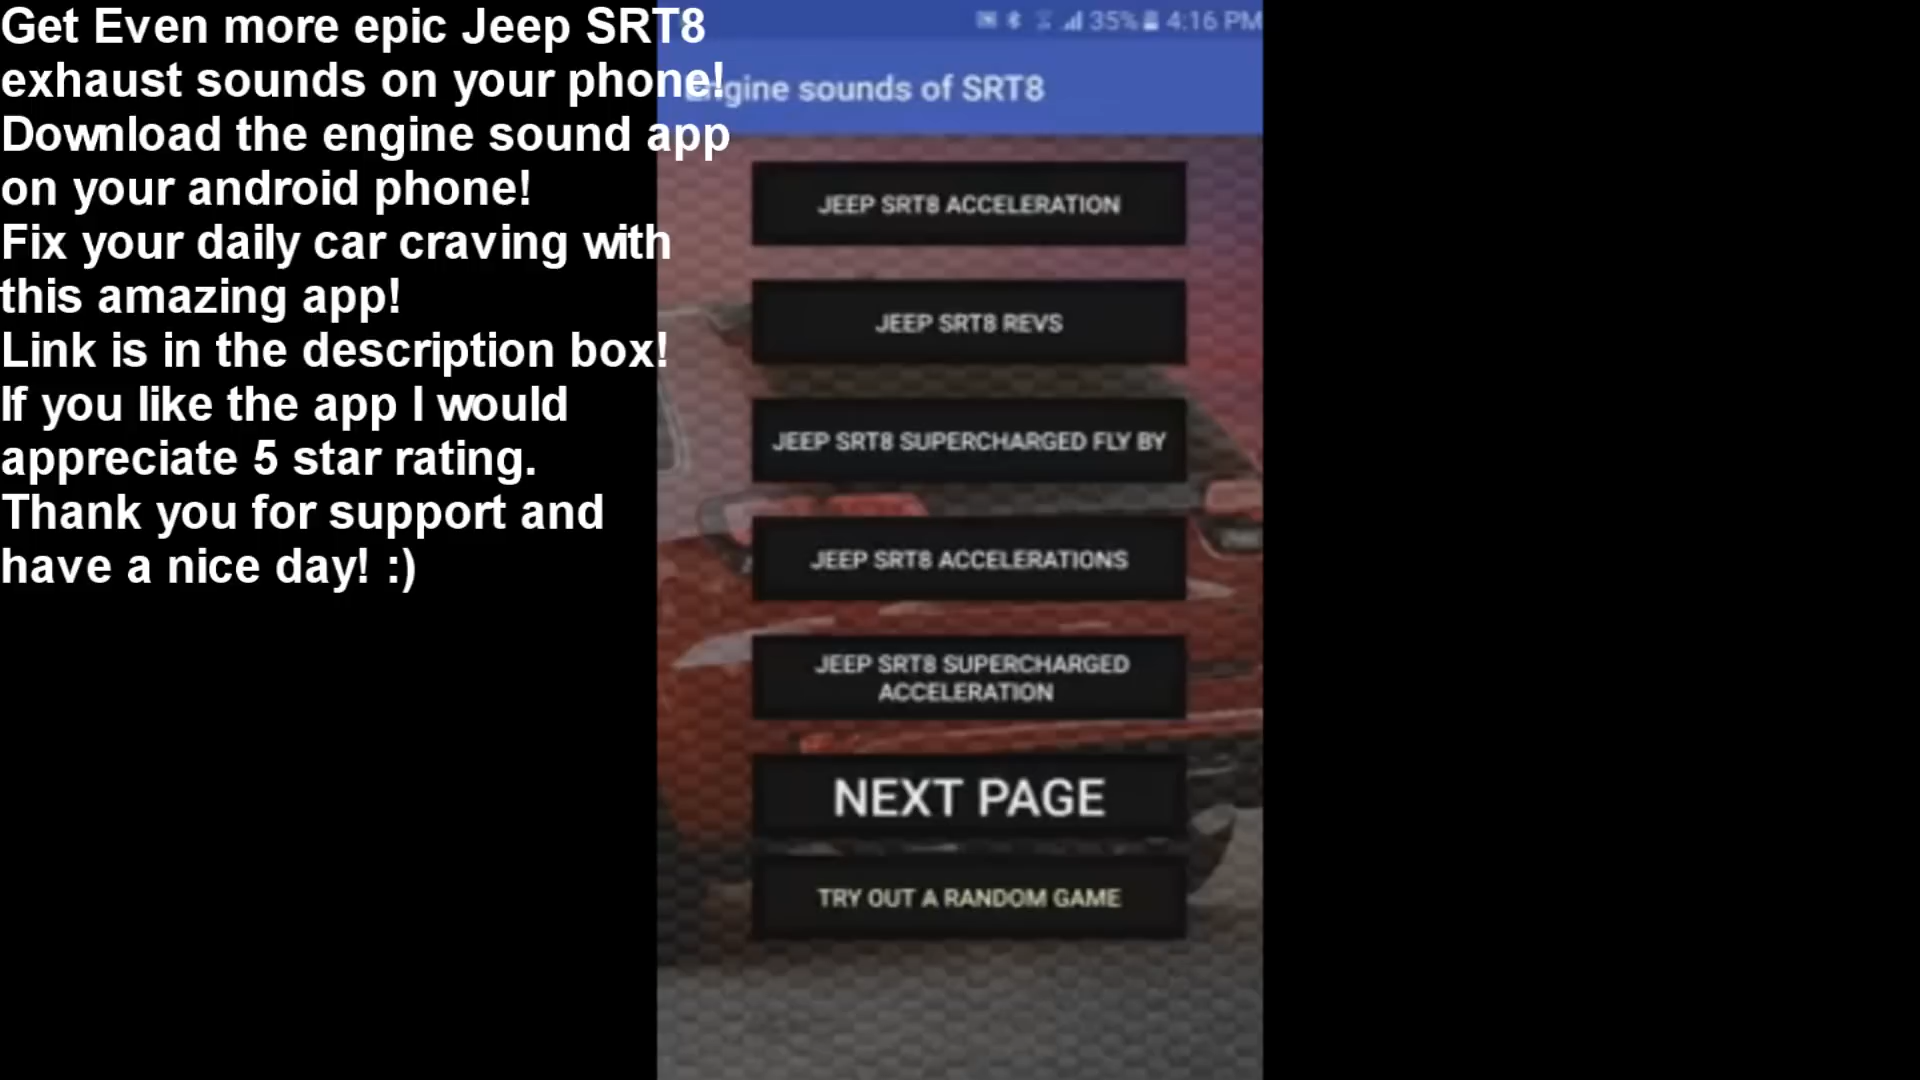 Get Even more epic Jeep SRT8
exhaust sounds on your phone!
Download the engine sound app
on your android phone!
Fix your daily car craving with
this amazing app!
Link is in the description box!
If you like the app I would
appreciate 5 star rating.
Thank you for support and
have a nice day! :)
35% 4:16 PM
Engine sounds of SRT8
JEEP SRT8 ACCELERATION
JEEP SRT8 REVS
JEEP SRT8 SUPERCHARGED FLY BY
JEEP SRT8 ACCELERATIONS
JEEP SRT8 SUPERCHARGED
ACCELERATION
NEXT PAGE
TRY OUT A RANDOM GAME